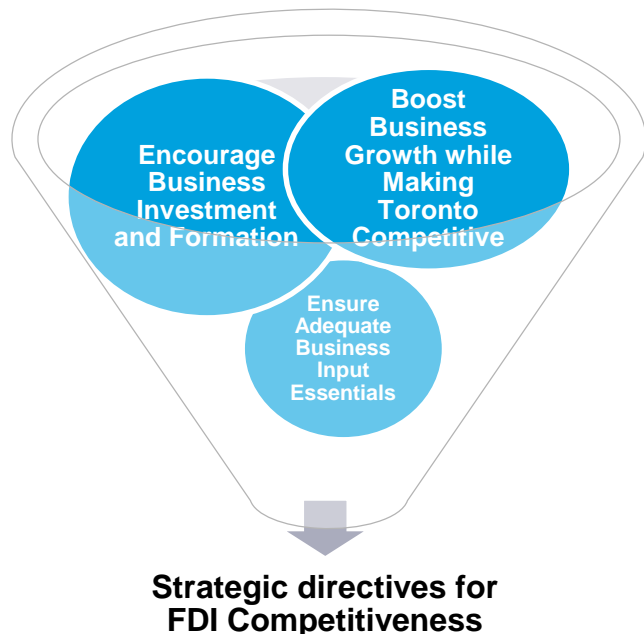 Encourage
Business
Investment
and Formation
Boost
Business
Growth while
Making
Toronto
Competitive
Ensure
Adequate
Business
Input
Essentials
Strategic directives for
FDI Competitiveness